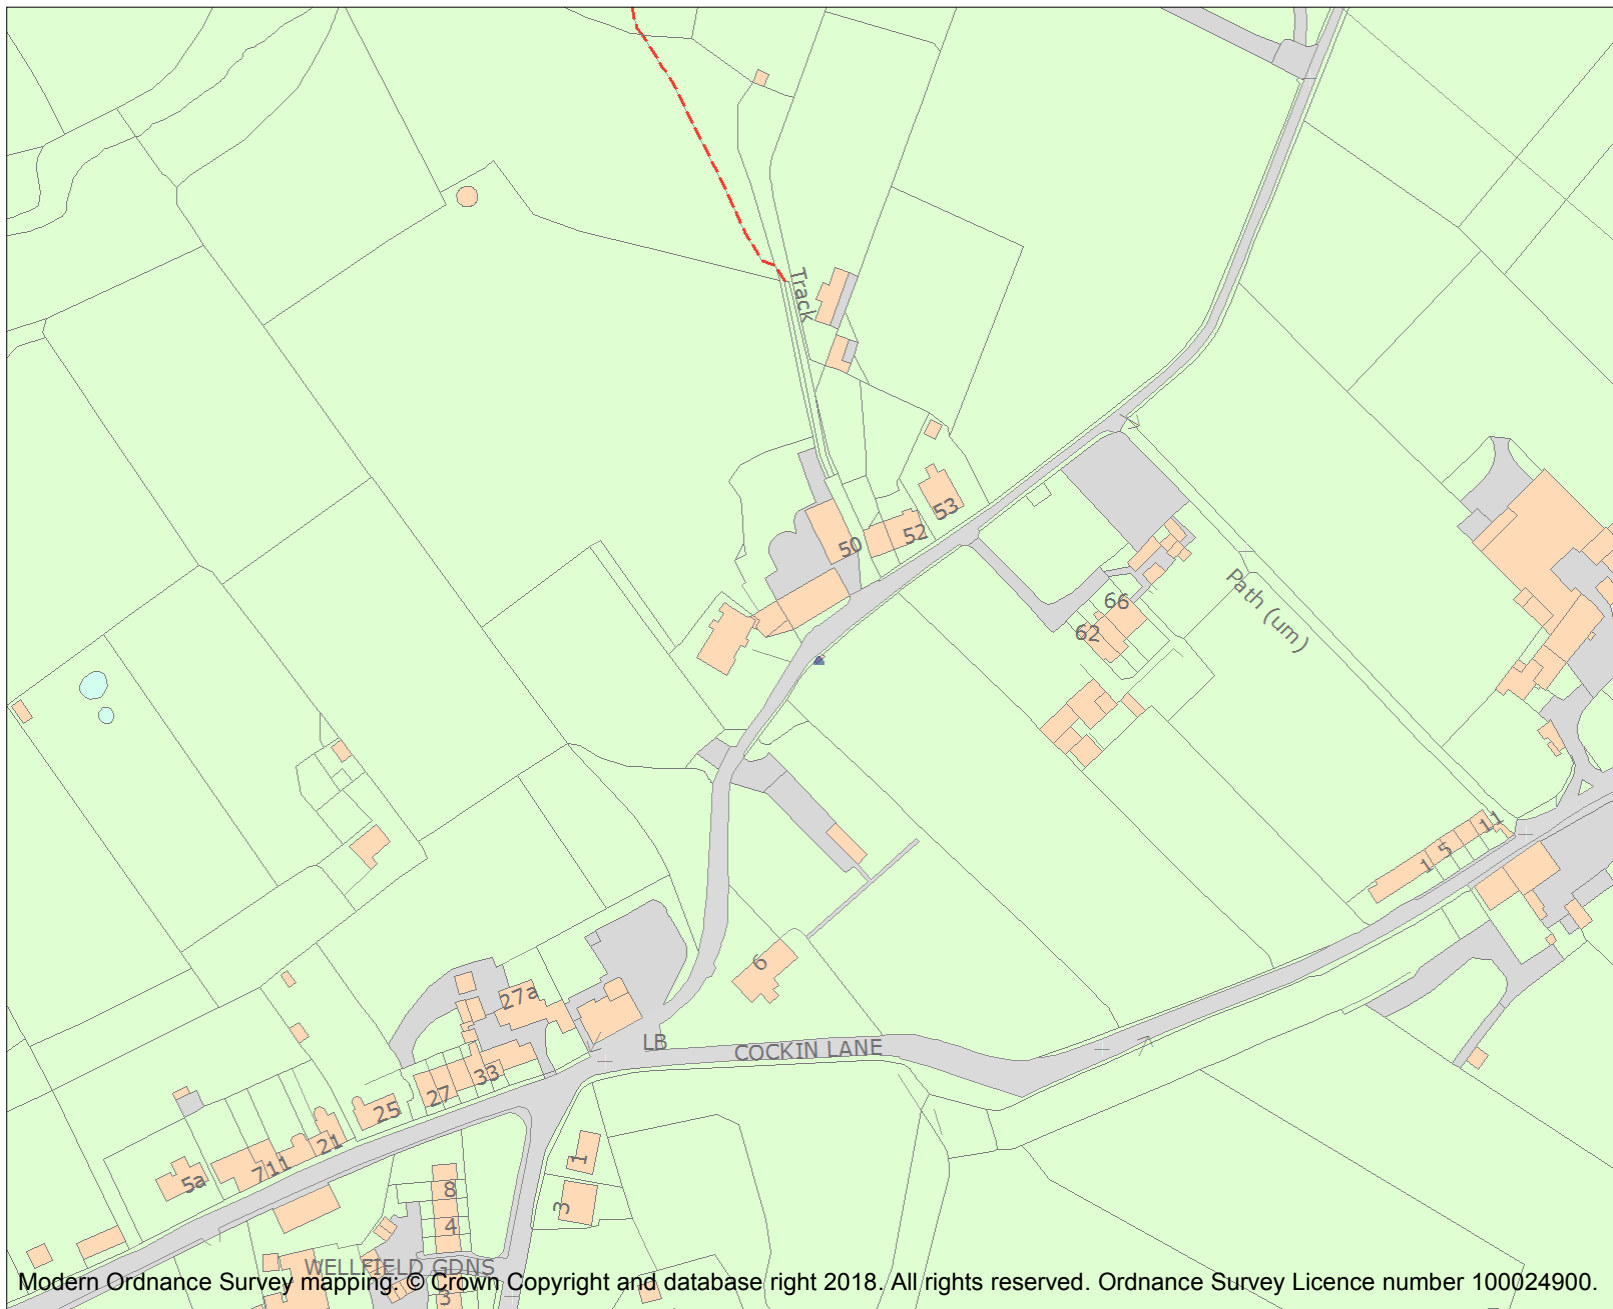 Track
53
52
50
66
62
Path (um)
11
5
1
6
27a
LB
COCKIN LANE
33
27
25
21
711
5a
1
8
3
4
WELLFIELD GDNS
Modern Ordnance Survey mapping: © Crown Copyright and database right 2018. All rights reserved. Ordnance Survey Licence number 100024900.
3